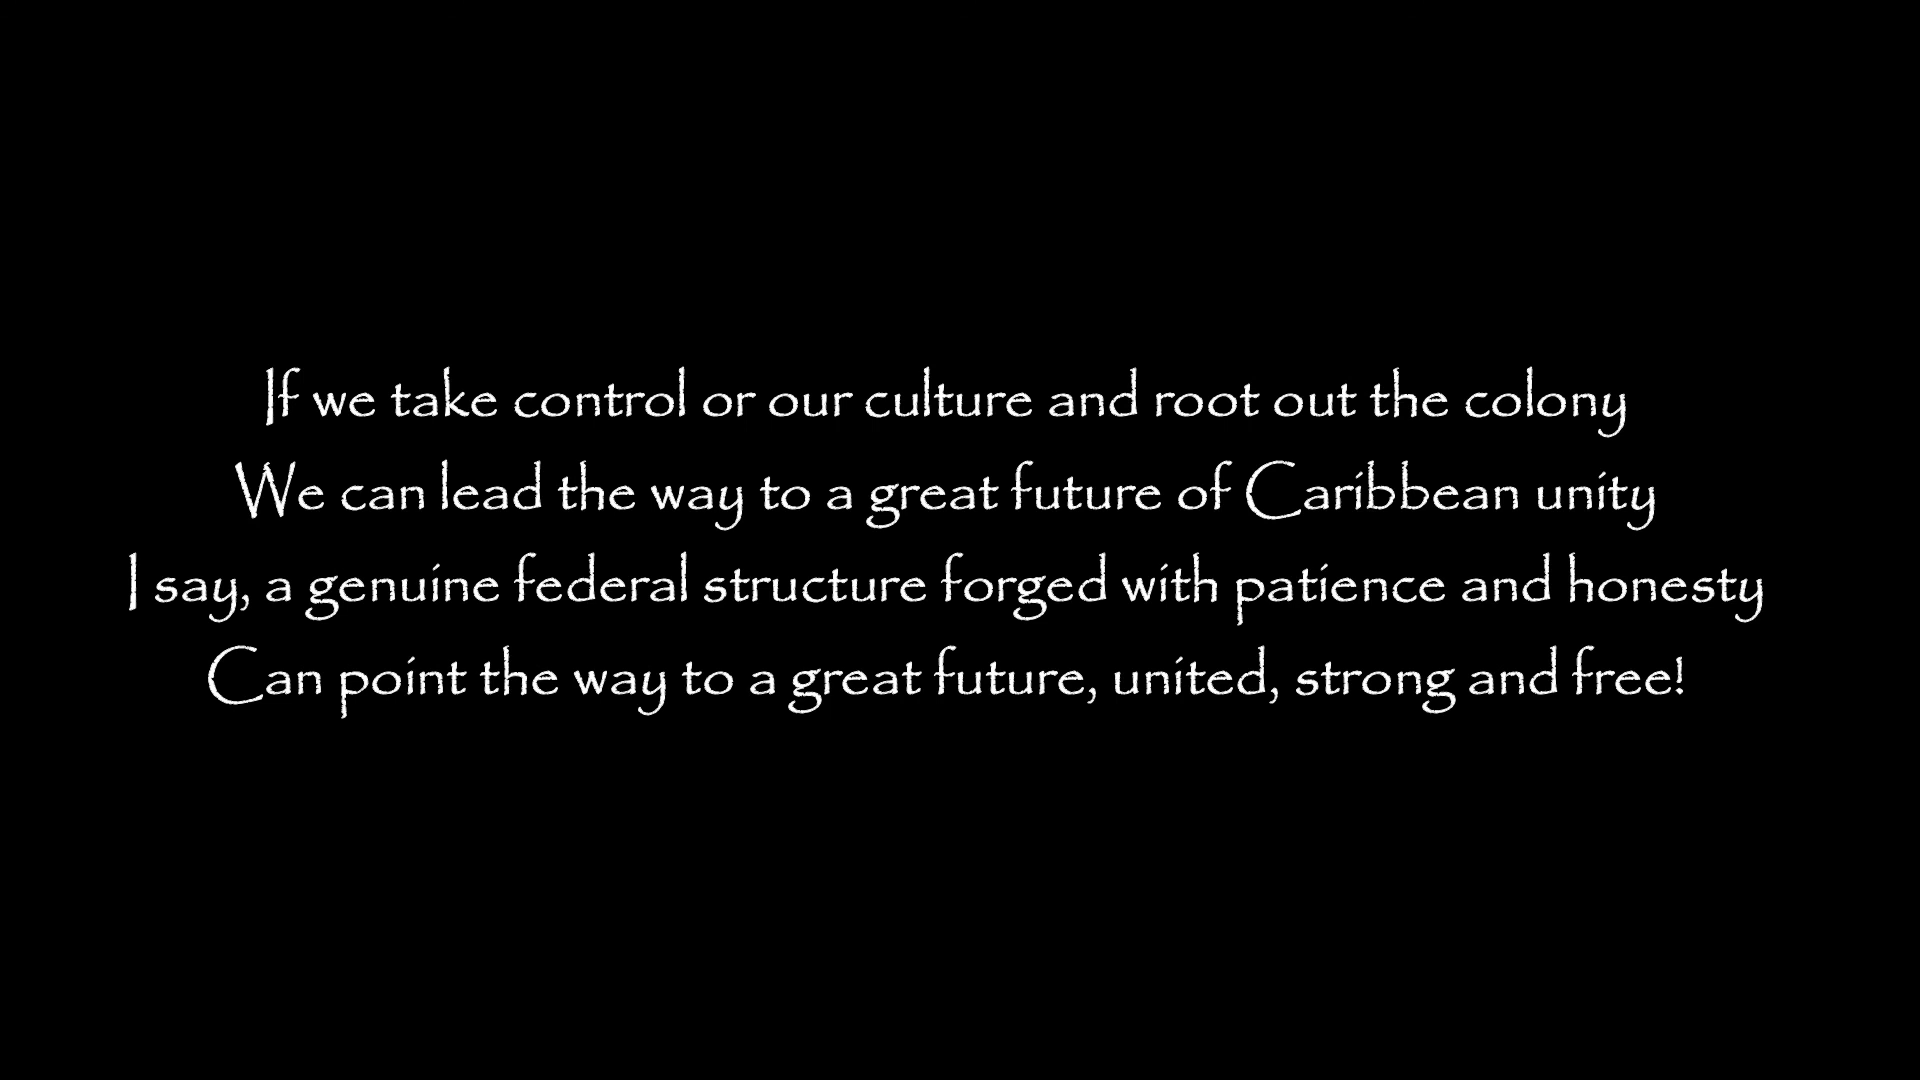 If we take control or our culture and root out the colony
We can lead the way to a great future of Caribbean unity
I say, a genuine federal structure forged with patience and honesty
Can point the way to a great future, united, strong and free!